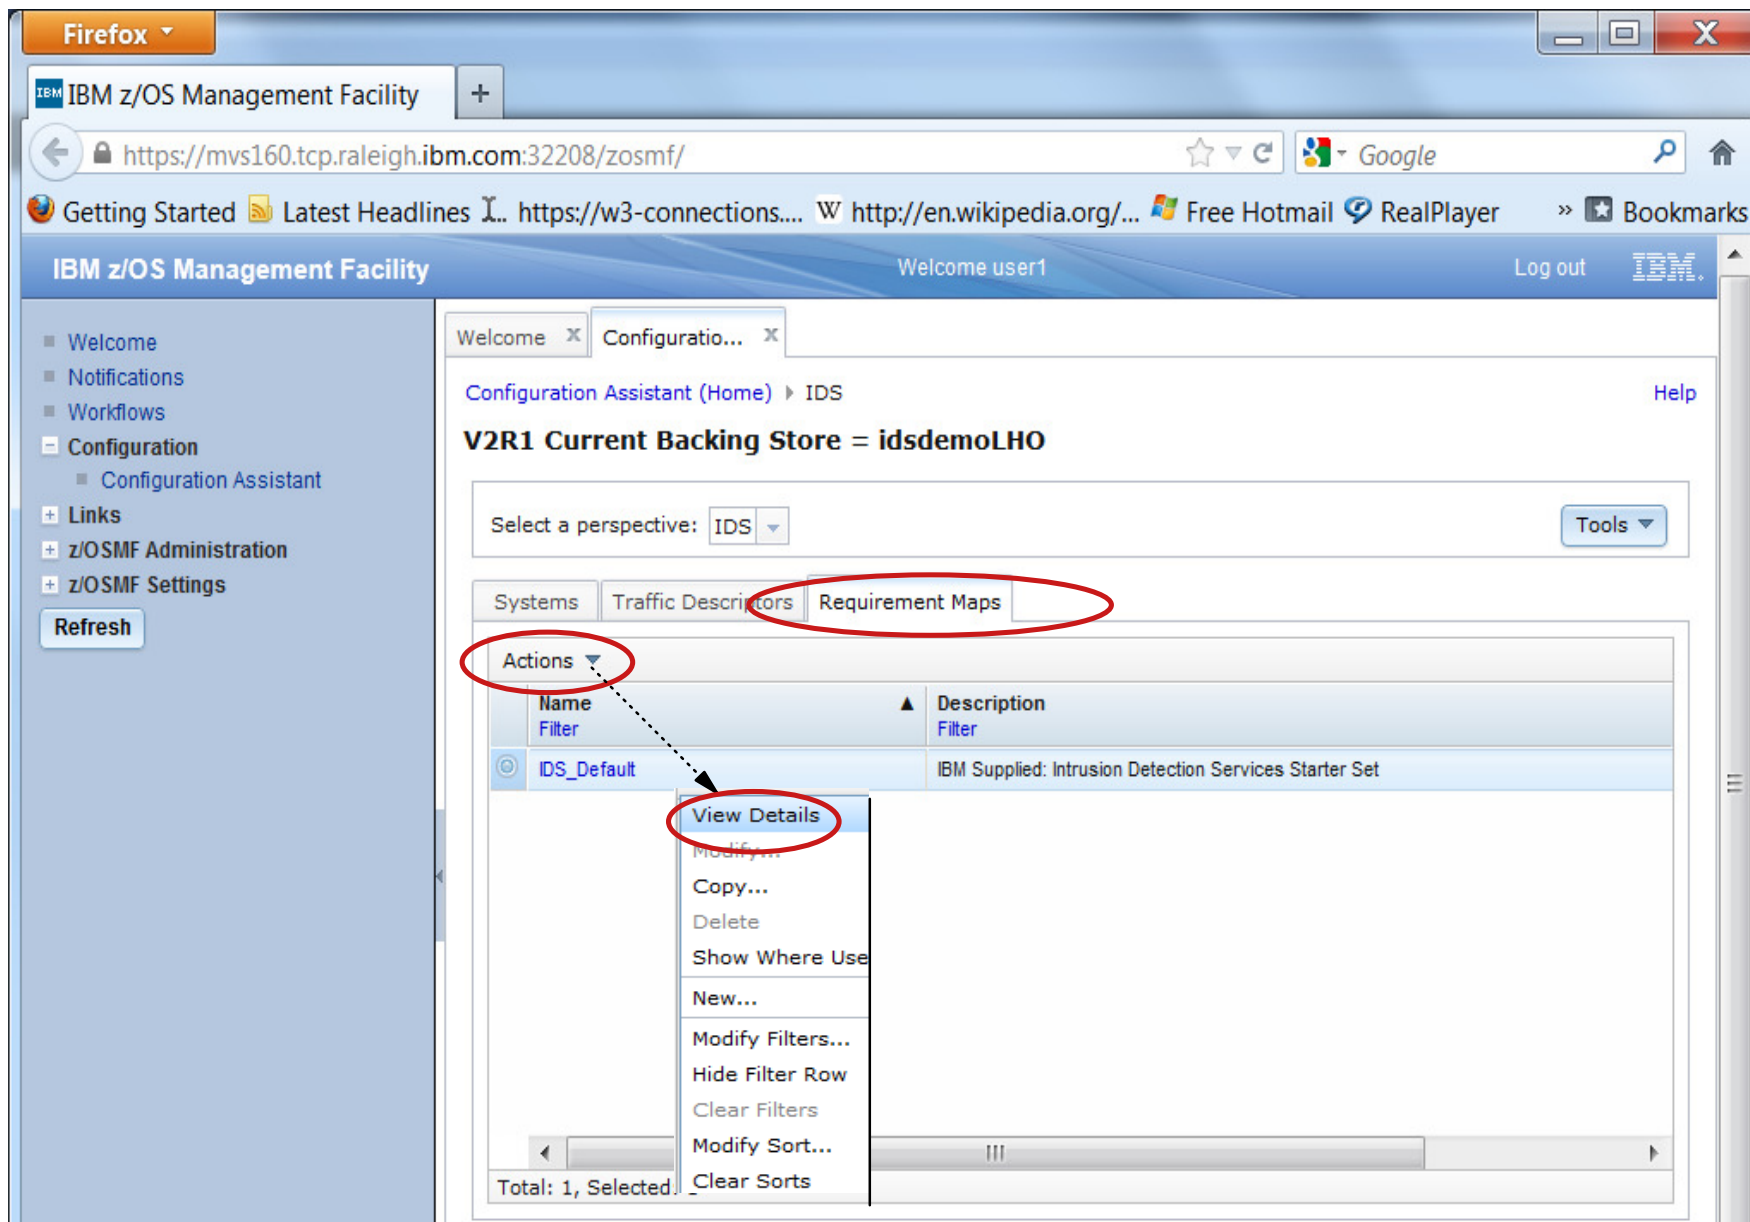 Firefox
IBM IBM z/OS Management Facility +
https://mvs160.tcp.raleigh.ibm.com:32208/zosmf/ Google
Getting Started Latest Headlines I.. https://w3-connections.... W http://en.wikipedia.org/... Free Hotmail RealPlayer » Bookmarks
IBM z/OS Management Facility Welcome user1 Log out IBM.
Welcome
Notifications
Workflows
Configuration
Configuration Assistant
Links
z/OSMF Administration
z/OSMF Settings
Refresh
Welcome x Configuratio... x
Configuration Assistant (Home) IDS Help
V2R1 Current Backing Store = idsdemoLHO
Select a perspective: IDS Tools
Systems Traffic Descriptors Requirement Maps
Actions
Name Description
Filter Filter
IDS_Default IBM Supplied: Intrusion Detection Services Starter Set
View Details
Modify...
Copy...
Delete
Show Where Use
New...
Modify Filters...
Hide Filter Row
Clear Filters
Modify Sort...
Clear Sorts
Total: 1, Selected: